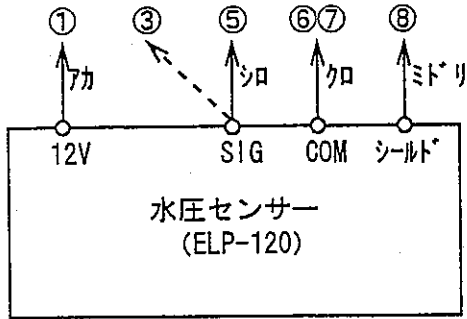 ① ③ ⑤ ⑥⑦ ⑧
アカ シロ クロ ミドリ
12V SIG COM シールド
水圧センサー
(ELP-120)